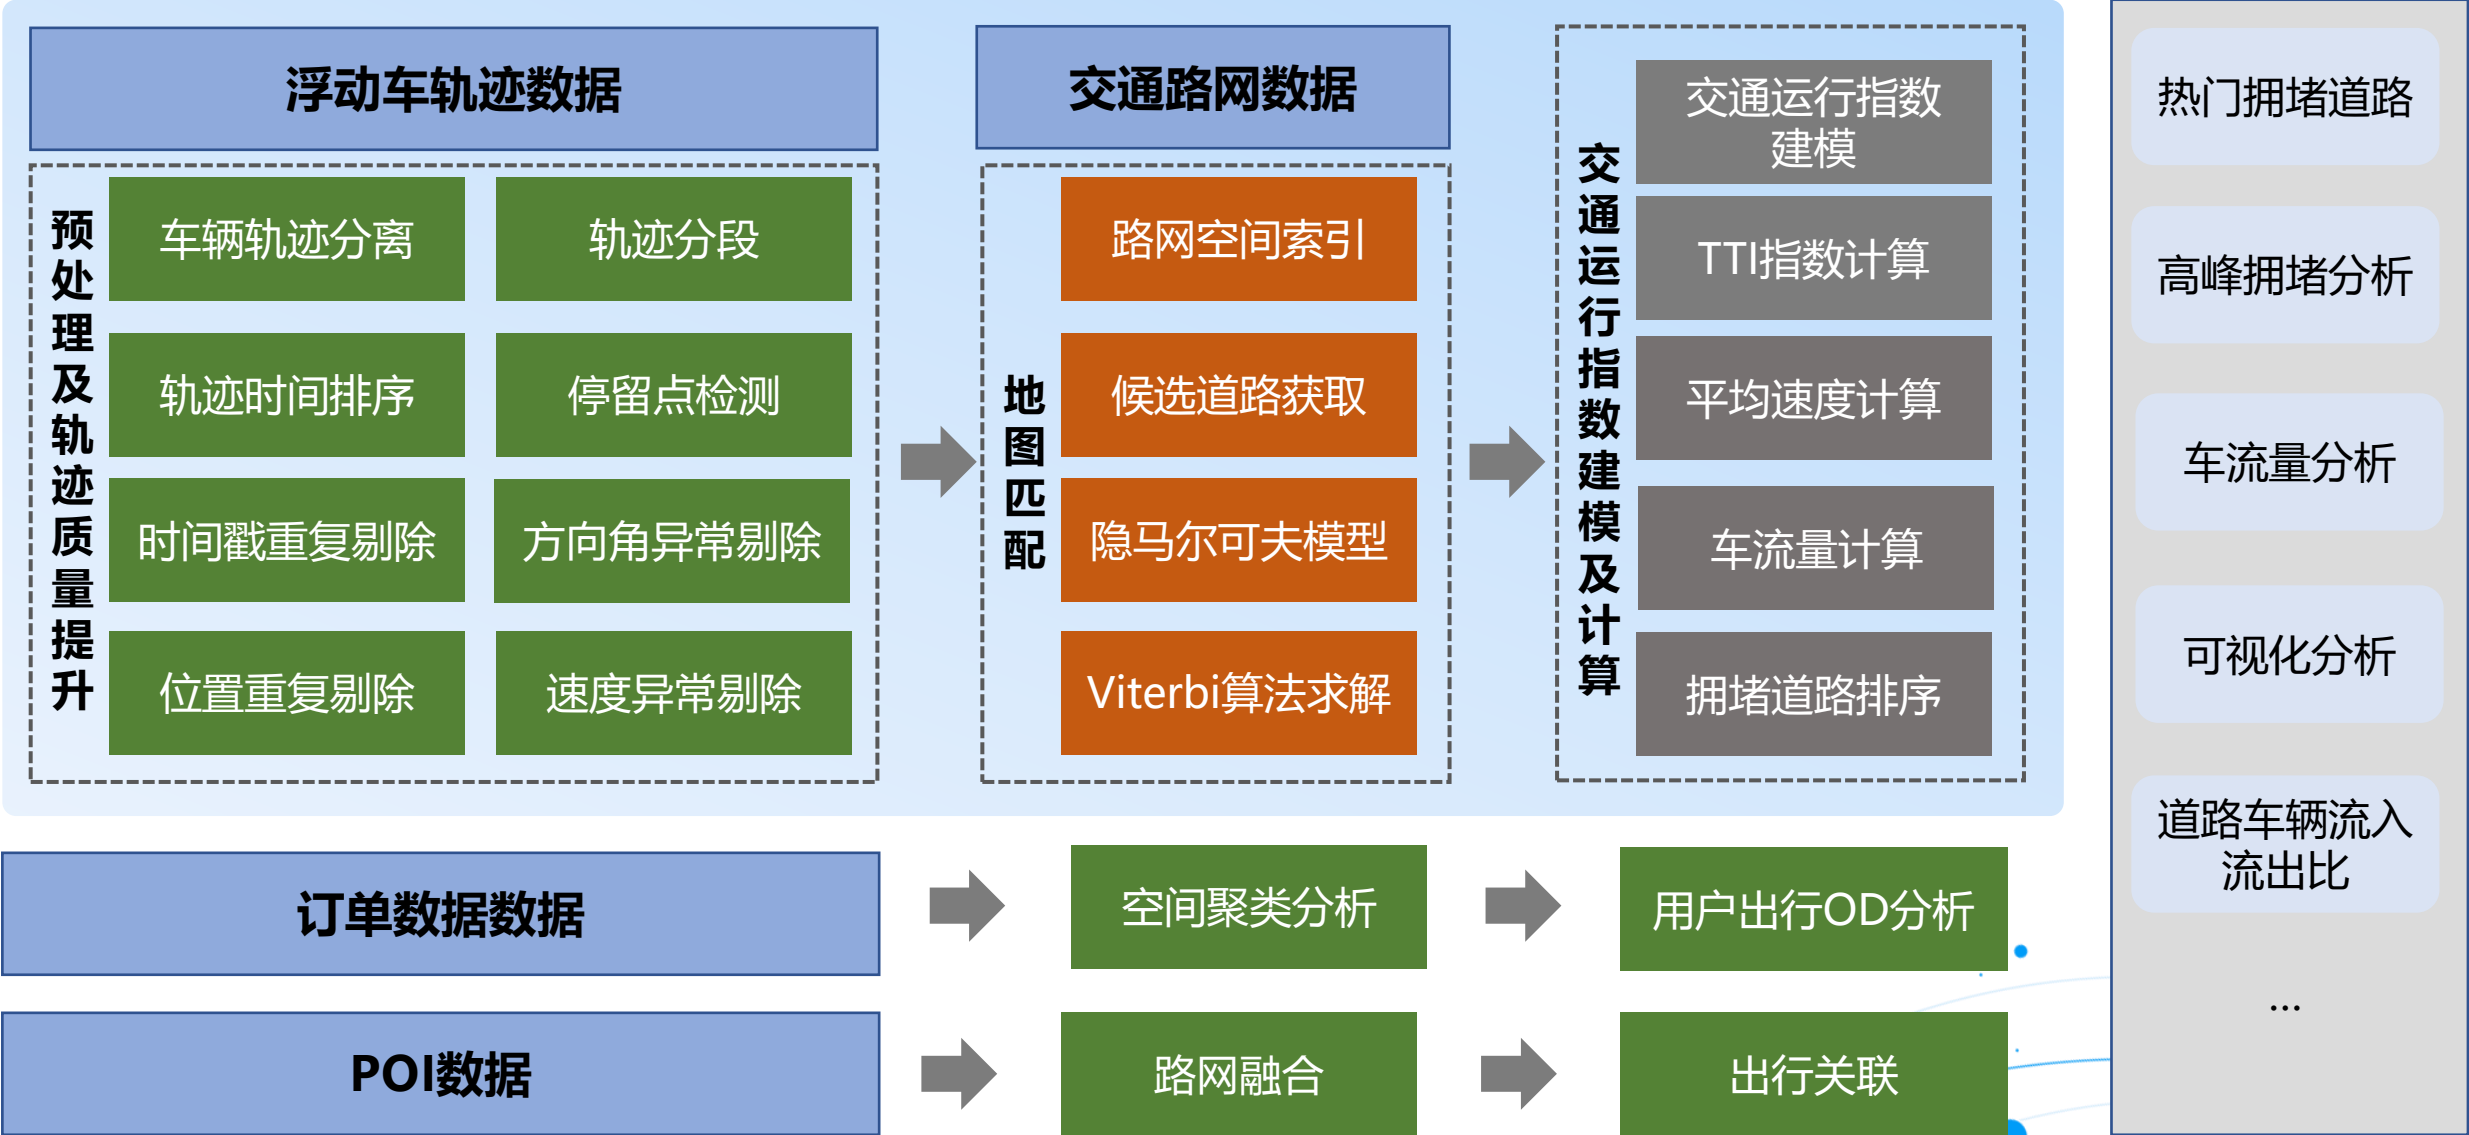 浮动车轨迹数据
预处理及轨迹质量提升
车辆轨迹分离
轨迹分段
轨迹时间排序
停留点检测
时间戳重复剔除
方向角异常剔除
位置重复剔除
速度异常剔除
交通路网数据
地图匹配
路网空间索引
候选道路获取
隐马尔可夫模型
Viterbi算法求解
交通运行指数建模及计算
交通运行指数
建模
TTI指数计算
平均速度计算
车流量计算
拥堵道路排序
订单数据数据
空间聚类分析
用户出行OD分析
POI数据
路网融合
出行关联
热门拥堵道路
高峰拥堵分析
车流量分析
可视化分析
道路车辆流入
流出比
...